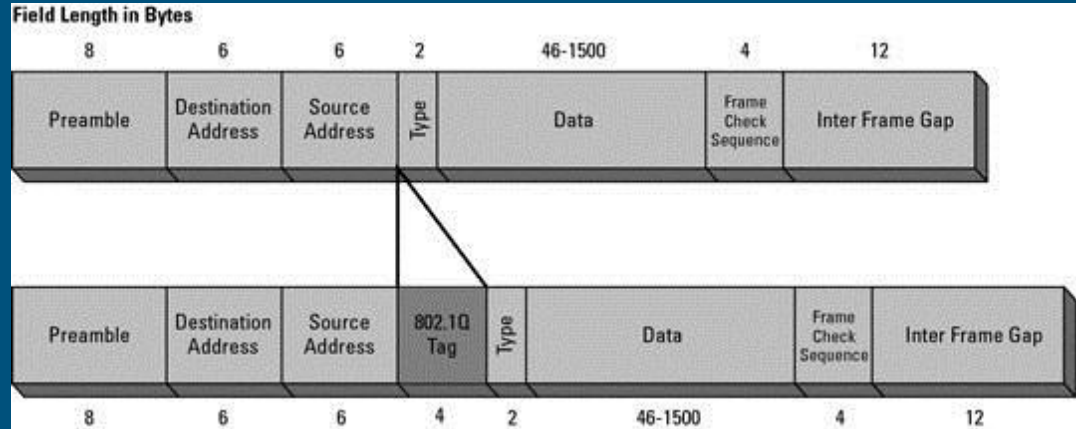 Field Length in Bytes
8 6 6 2 46-1500 4 12
Preamble Destination Address Source Address Type Data Frame Check Sequence Inter Frame Gap
Preamble Destination Address Source Address 802.1Q Tag Type Data Frame Check Sequence Inter Frame Gap
8 6 6 4 2 46-1500 4 12